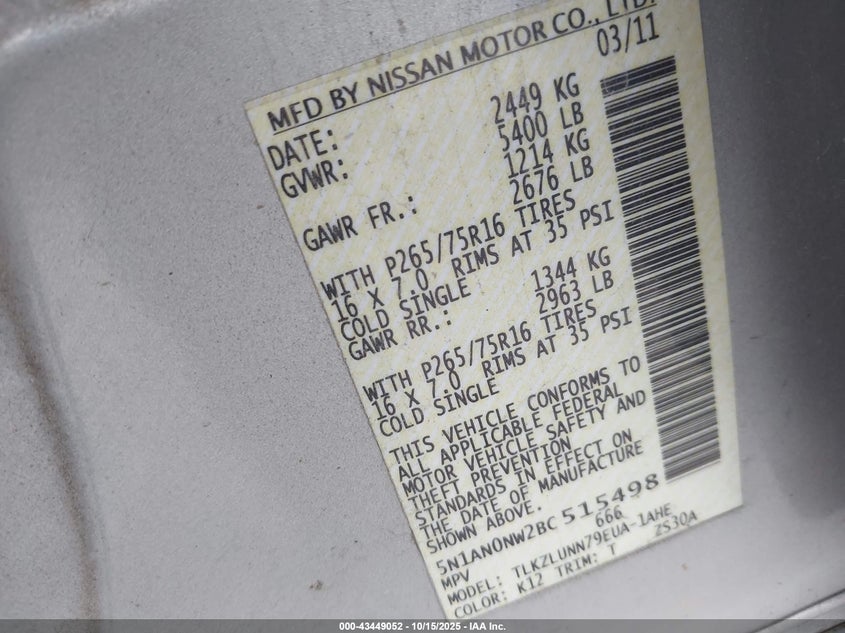 MFD BY NISSAN MOTOR CO., LTD.
DATE: 03/11
GVWR: 2449 KG
5400 LB
GAWR FR.: 1214 KG
2676 LB
WITH P265/75R16 TIRES
16 X 7.0 RIMS AT 35 PSI
COLD SINGLE
GAWR RR.: 1344 KG
2963 LB
WITH P265/75R16 TIRES
16 X 7.0 RIMS AT 35 PSI
COLD SINGLE
THIS VEHICLE CONFORMS TO
ALL APPLICABLE FEDERAL
MOTOR VEHICLE SAFETY AND
THEFT PREVENTION
STANDARDS IN EFFECT ON
THE DATE OF MANUFACTURE
SHOWN ABOVE.
5N1AN0NW2BC515498
MPV 666
MODEL: TLKZLUNN79EUA-1AHE
COLOR: K12 TRIM: T 2S30A
000-43449052 - 10/15/2025 - IAA Inc.